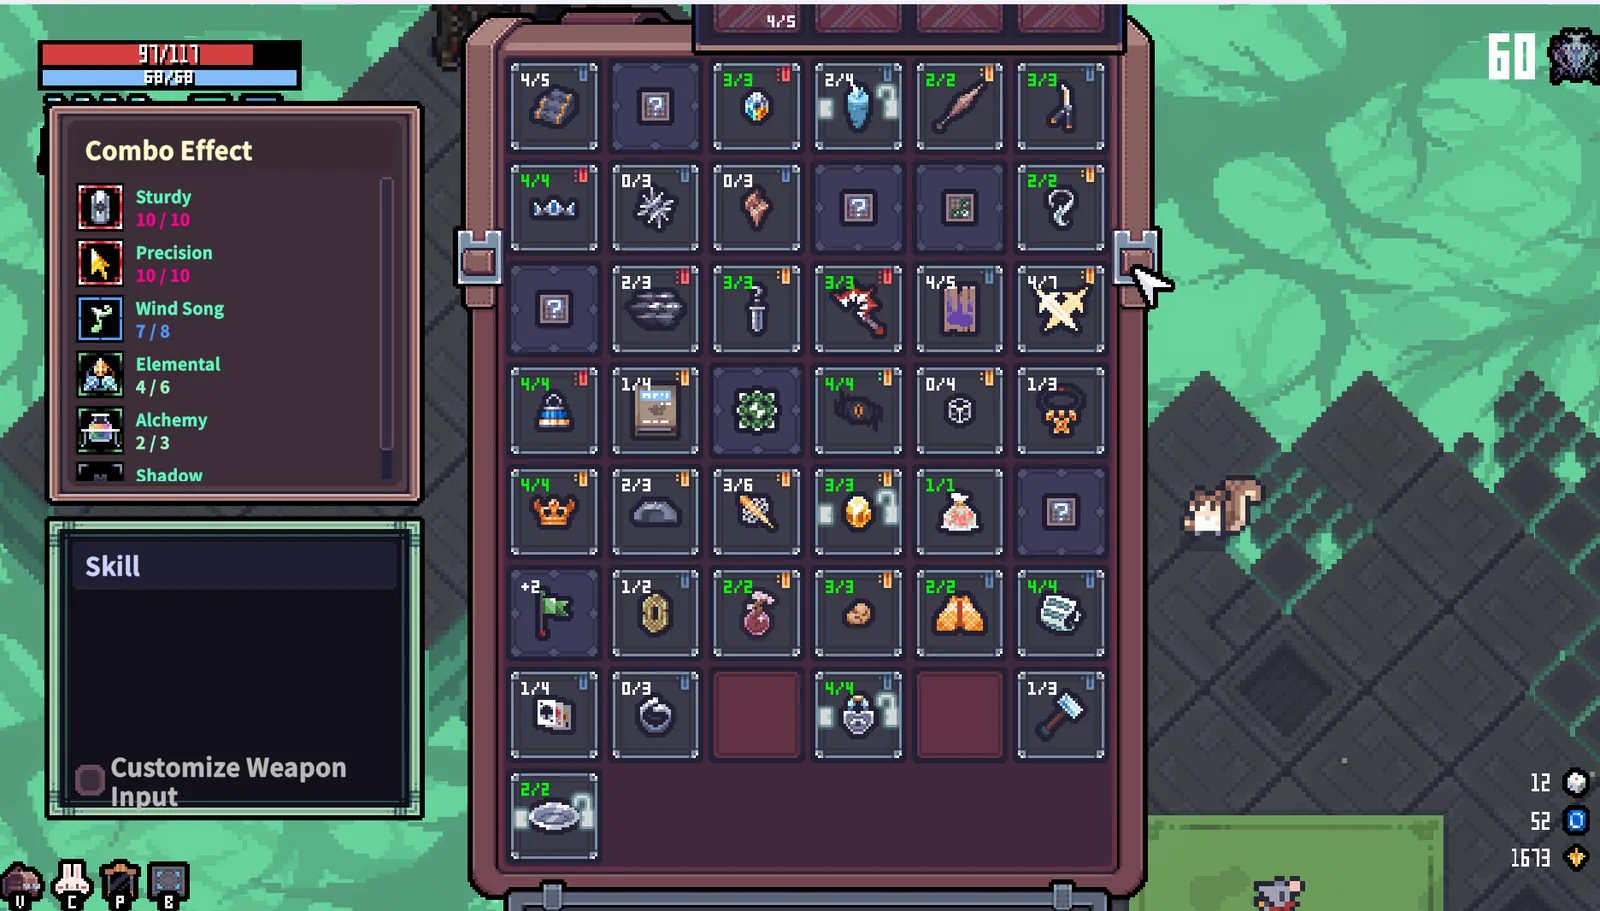 97/117
68/68
4/5
60
Combo Effect
Sturdy
10 / 10
Precision
10 / 10
Wind Song
7 / 8
Elemental
4 / 6
Alchemy
2 / 3
Shadow
Skill
Customize Weapon
Input
4/5 ? 3/3 2/4 2/2 3/3
4/4 0/3 0/3 ? 2/2
? 2/3 3/3 3/3 4/5 4/7
4/4 1/4 4/4 0/4 1/3
4/4 2/3 3/6 3/3 1/1 ?
+2 1/2 2/2 3/3 2/2 4/4
1/4 0/3 4/4 1/3
2/2
12
52
1673
V C P B